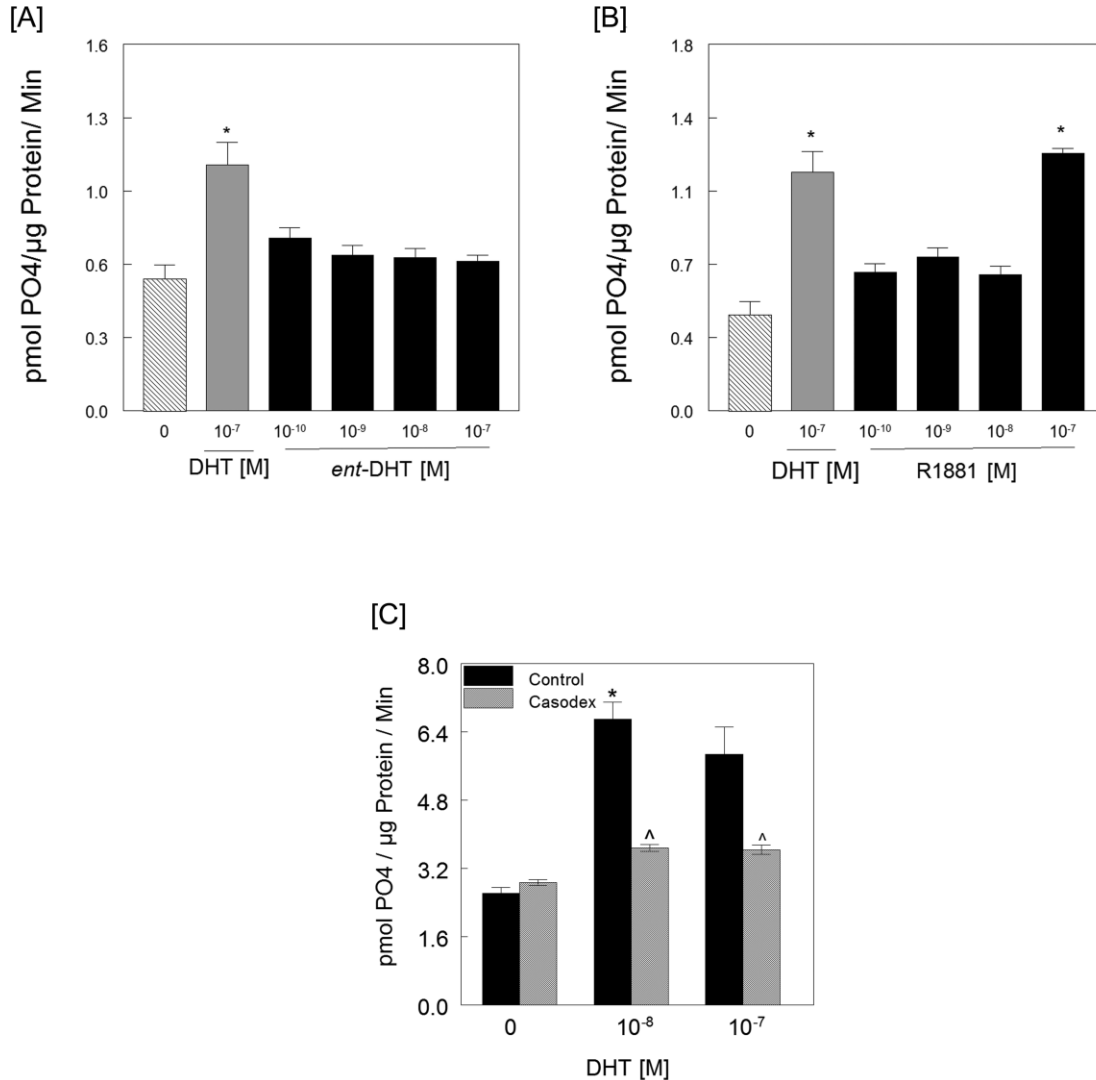 [A]
pmol PO4/µg Protein/ Min
1.6
1.3
1.0
0.6
0.3
0.0
*
0 10⁻⁷ 10⁻¹⁰ 10⁻⁹ 10⁻⁸ 10⁻⁷
DHT [M] ent-DHT [M]
[B]
pmol PO4/µg Protein/ Min
1.8
1.4
1.1
0.7
0.4
0.0
* *
0 10⁻⁷ 10⁻¹⁰ 10⁻⁹ 10⁻⁸ 10⁻⁷
DHT [M] R1881 [M]
[C]
pmol PO4 / µg Protein / Min
8.0
6.4
4.8
3.2
1.6
0.0
Control
Casodex
*
^ ^
0 10⁻⁸ 10⁻⁷
DHT [M]